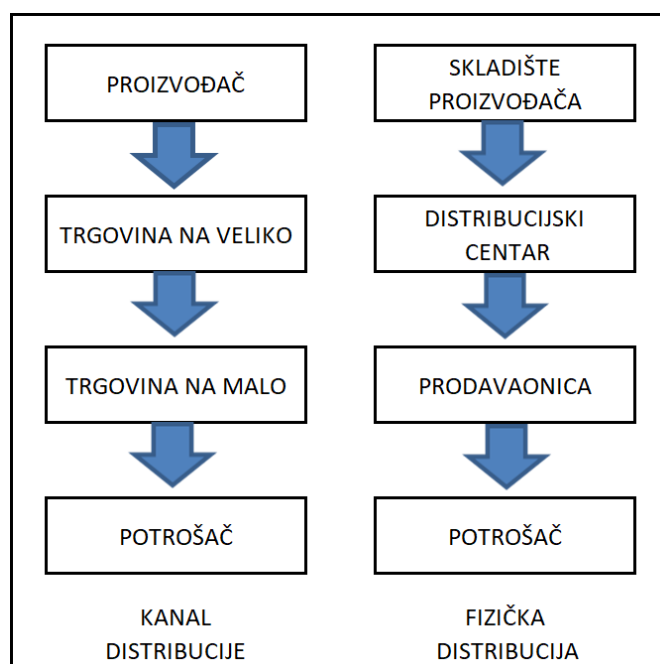 PROIZVOĐAČ
TRGOVINA NA VELIKO
TRGOVINA NA MALO
POTROŠAČ
KANAL
DISTRIBUCIJE
SKLADIŠTE
PROIZVOĐAČA
DISTRIBUCIJSKI
CENTAR
PRODAVAONICA
POTROŠAČ
FIZIČKA
DISTRIBUCIJA